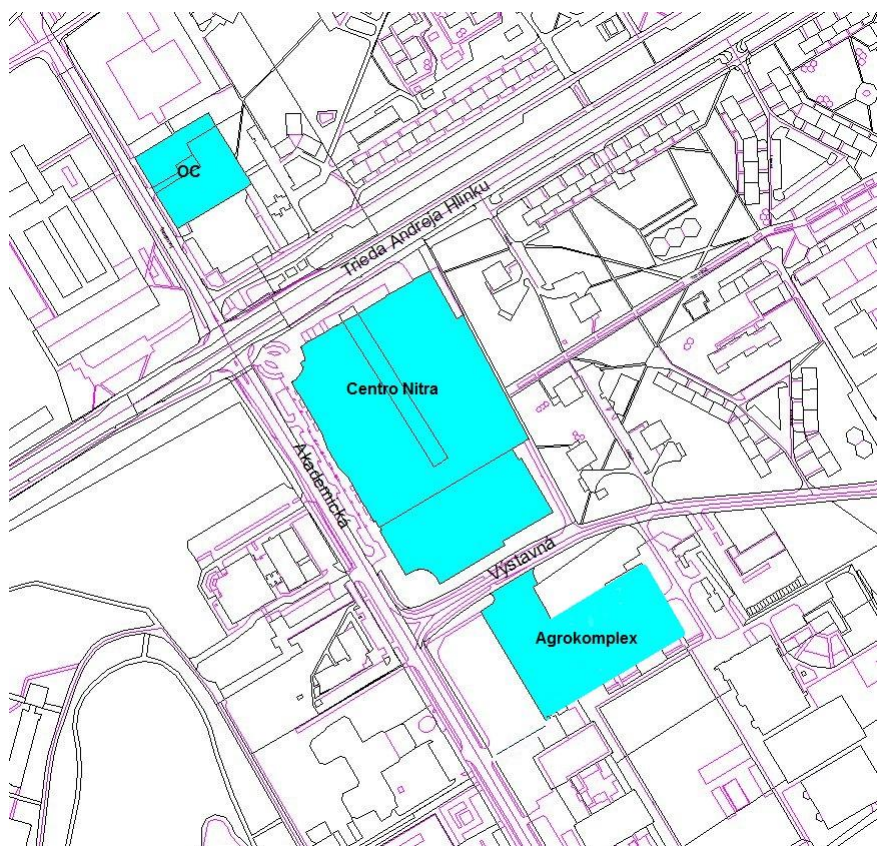 OC
Trieda Andreja Hlinku
Centro Nitra
Akademická
Výstavná
Agrokomplex